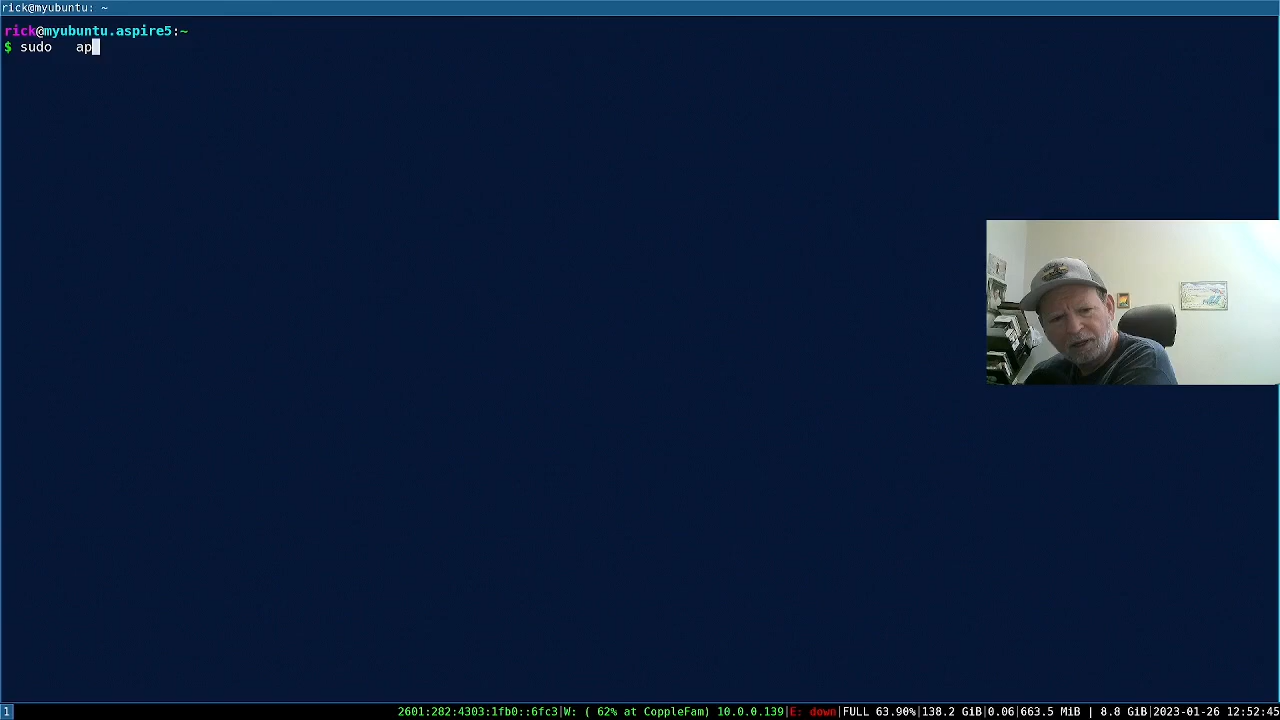 rick@myubuntu: ~
rick@myubuntu.aspire5:~
$ sudo   ap
1
2601:282:4303:1fb0::6fc3|W: ( 62% at CoppleFam) 10.0.0.139|E: down|FULL 63.90%|138.2 GiB|0.06|663.5 MiB | 8.8 GiB|2023-01-26 12:52:45